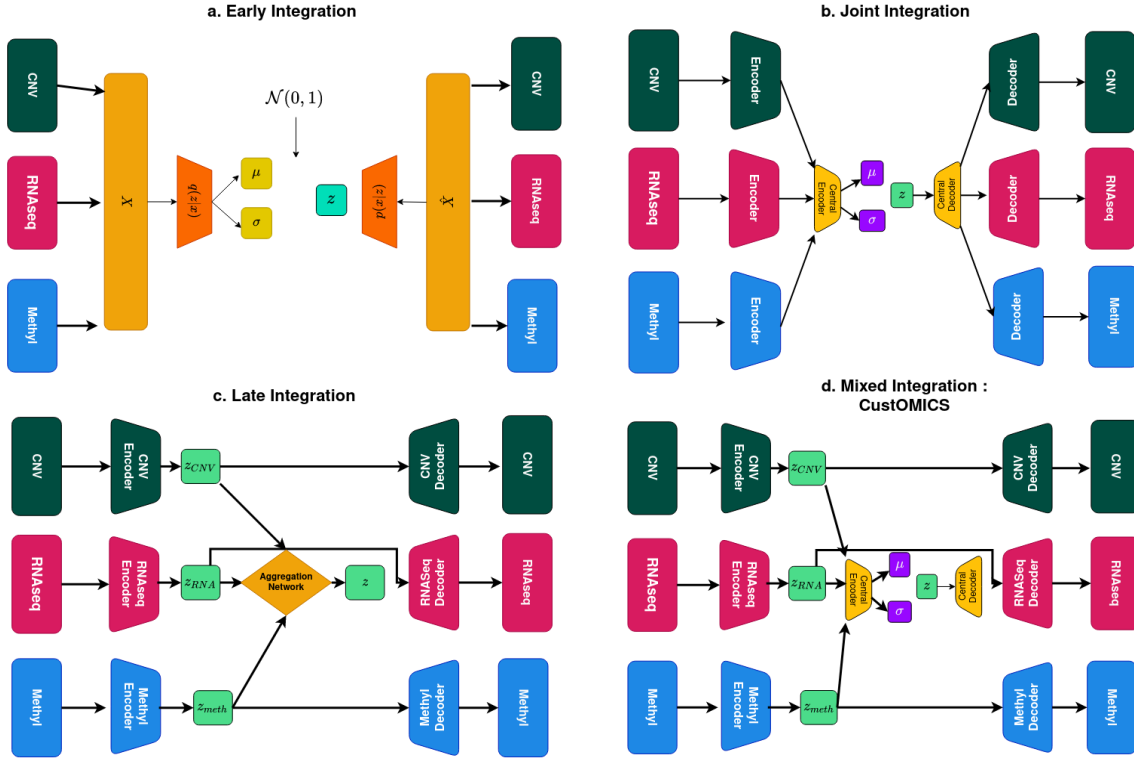 a. Early Integration
CNV
RNAseq
Methyl
X
q(z|x)
μ
σ
𝒩(0, 1)
z
p(x|z)
X̂
CNV
RNAseq
Methyl
b. Joint Integration
CNV
RNAseq
Methyl
Encoder
Encoder
Encoder
Central
Encoder
μ
σ
z
Central
Decoder
Decoder
Decoder
Decoder
CNV
RNAseq
Methyl
c. Late Integration
CNV
RNAseq
Methyl
CNV
Encoder
RNAseq
Encoder
Methyl
Encoder
z_CNV
z_RNA
z_meth
Aggregation
Network
z
CNV
Decoder
RNASeq
Decoder
Methyl
Decoder
CNV
RNAseq
Methyl
d. Mixed Integration :
CustOMICS
CNV
RNAseq
Methyl
CNV
Encoder
RNAseq
Encoder
Methyl
Encoder
z_CNV
z_RNA
z_meth
Central
Encoder
μ
σ
z
Central
Decoder
CNV
Decoder
RNASeq
Decoder
Methyl
Decoder
CNV
RNAseq
Methyl